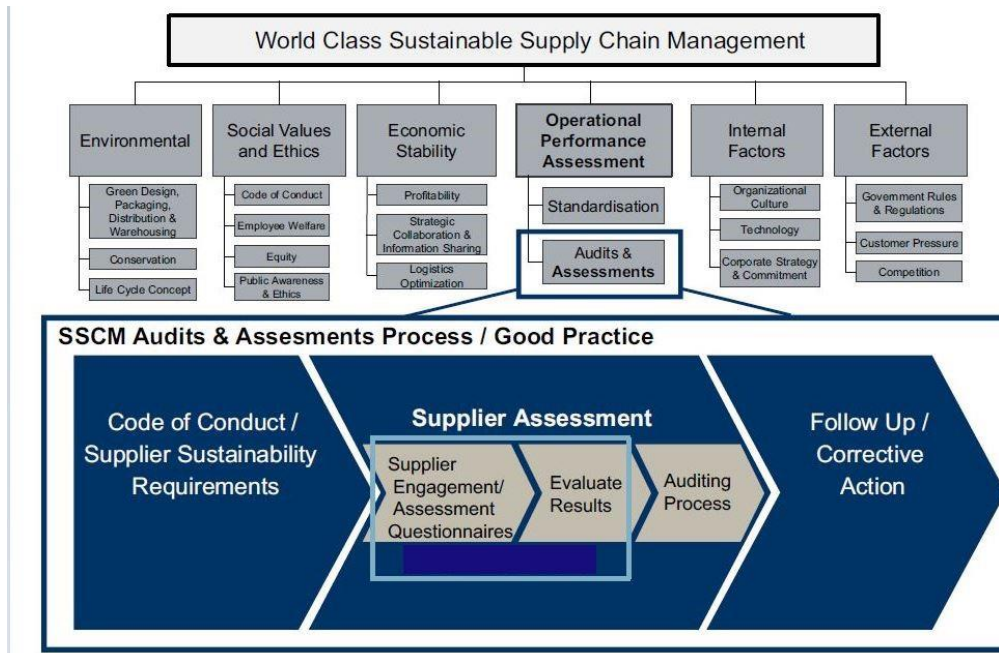 World Class Sustainable Supply Chain Management
Environmental
Social Values
and Ethics
Economic
Stability
Operational
Performance
Assessment
Internal
Factors
External
Factors
Green Design,
Packaging,
Distribution &
Warehousing
Conservation
Life Cycle Concept
Code of Conduct
Employee Welfare
Equity
Public Awareness
& Ethics
Profitability
Strategic
Collaboration &
Information Sharing
Logistics
Optimization
Standardisation
Audits &
Assessments
Organizational
Culture
Technology
Corporate Strategy
& Commitment
Government Rules
& Regulations
Customer Pressure
Competition
SSCM Audits & Assesments Process / Good Practice
Code of Conduct /
Supplier Sustainability
Requirements
Supplier Assessment
Supplier
Engagement/
Assessment
Questionnaires
Evaluate
Results
Auditing
Process
Follow Up /
Corrective
Action